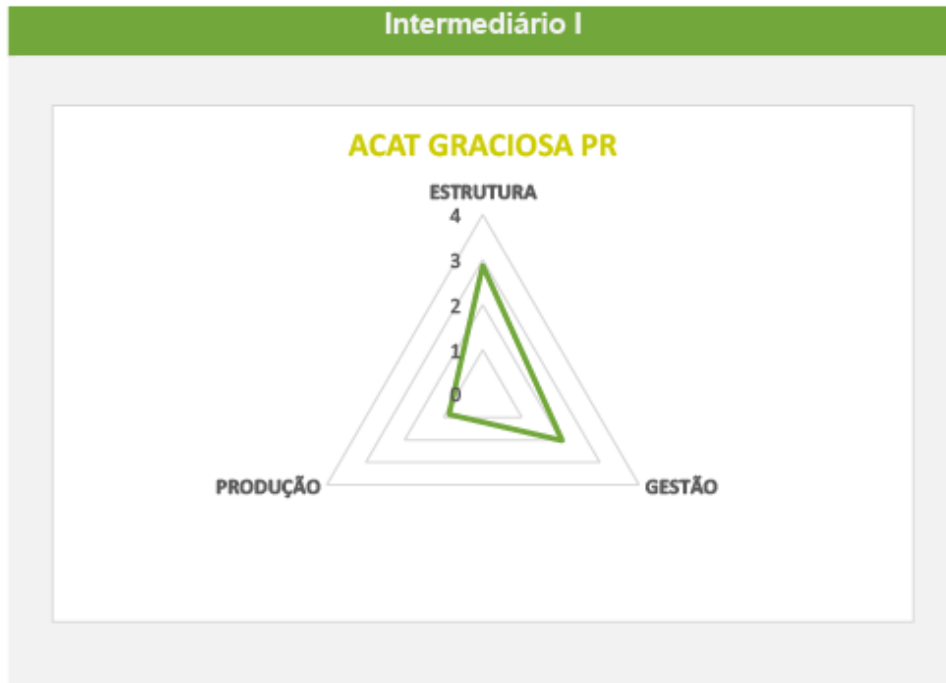 Intermediário I
ACAT GRACIOSA PR
ESTRUTURA
4
3
2
1
0
PRODUÇÃO
GESTÃO